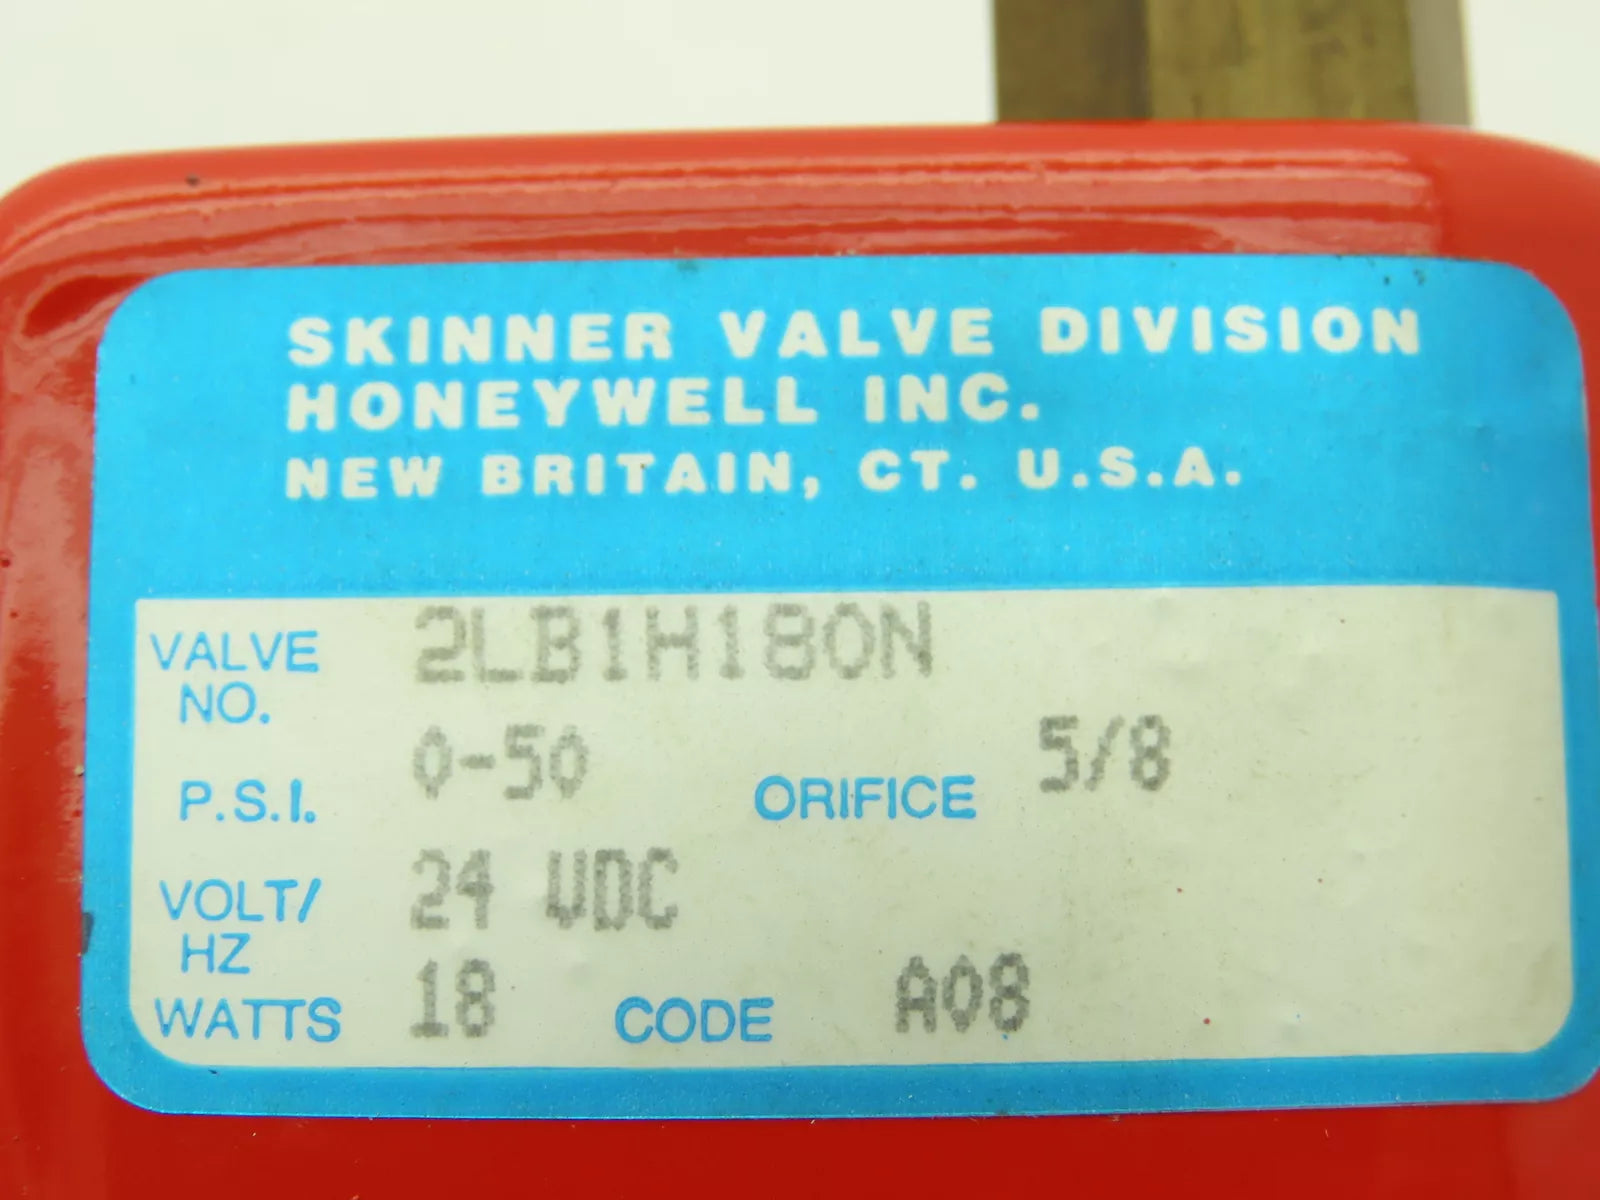 SKINNER VALVE DIVISION
HONEYWELL INC.
NEW BRITAIN, CT. U.S.A.
VALVE NO. 2LB1H180N
P.S.I. 0-50 ORIFICE 5/8
VOLT/HZ 24 VDC
WATTS 18 CODE A08